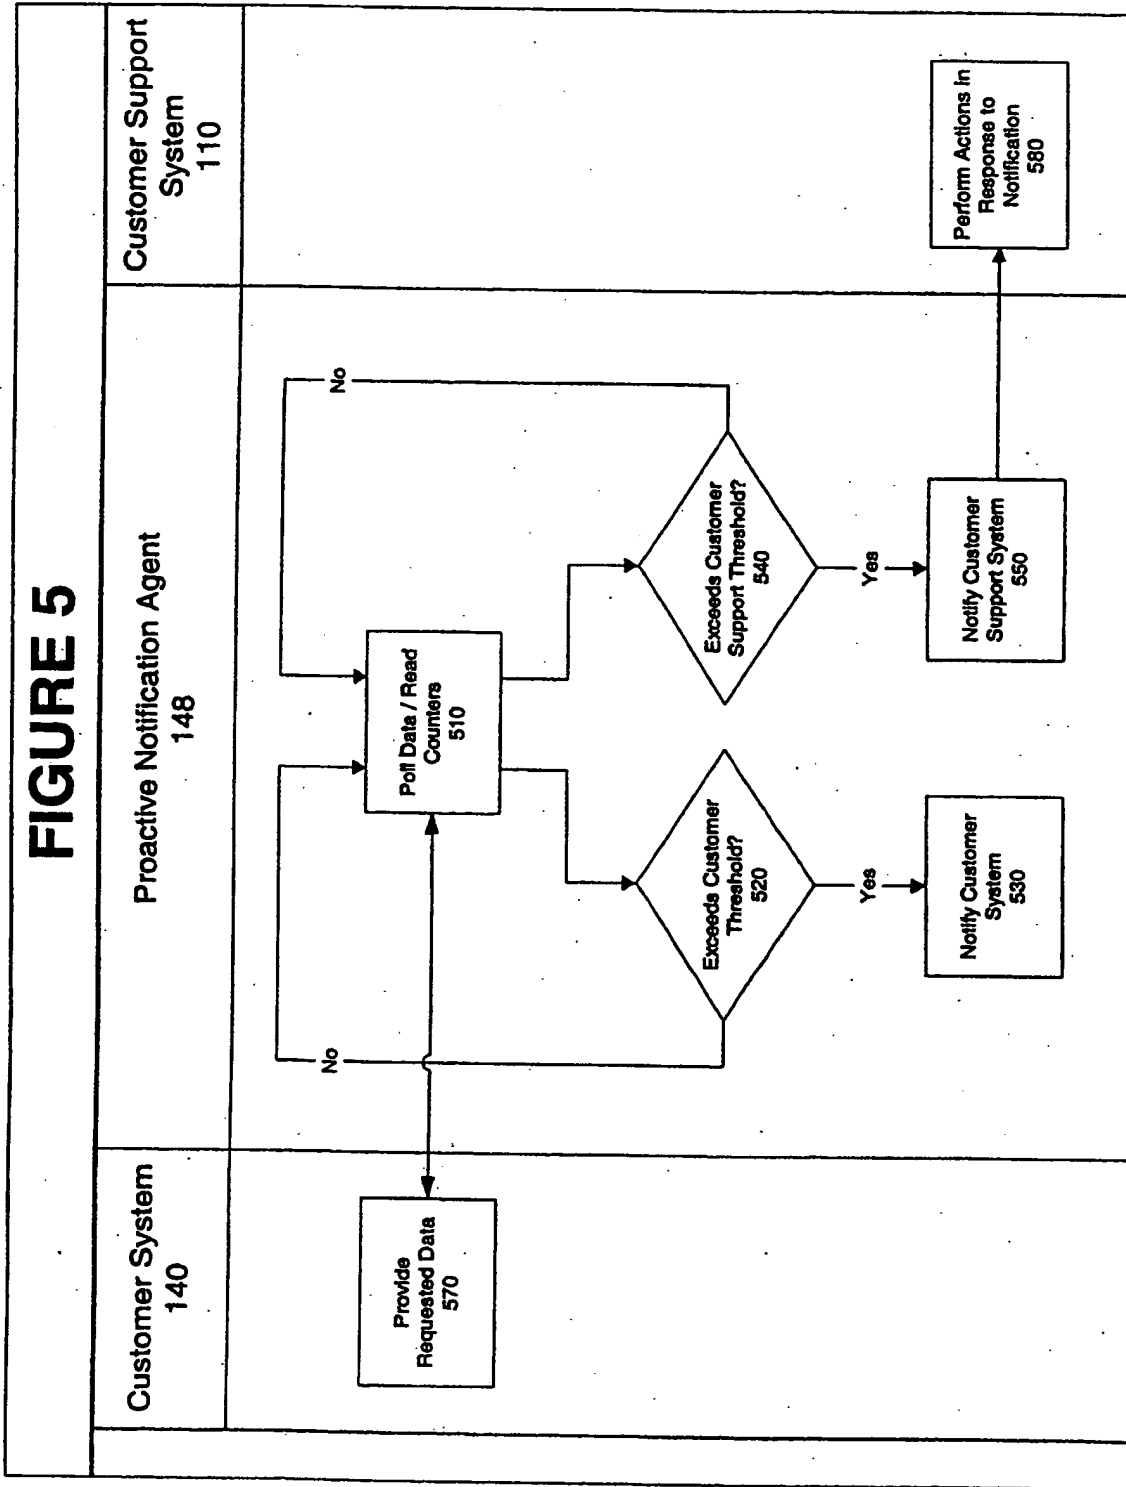 FIGURE 5
Customer System
140
Proactive Notification Agent
148
Customer Support
System
110
Provide
Requested Data
570
Poll Data / Read
Counters
510
No
No
Exceeds Customer
Threshold?
520
Exceeds Customer
Support Threshold?
540
Yes
Yes
Notify Customer
System
530
Notify Customer
Support System
550
Perform Actions In
Response to
Notification
580